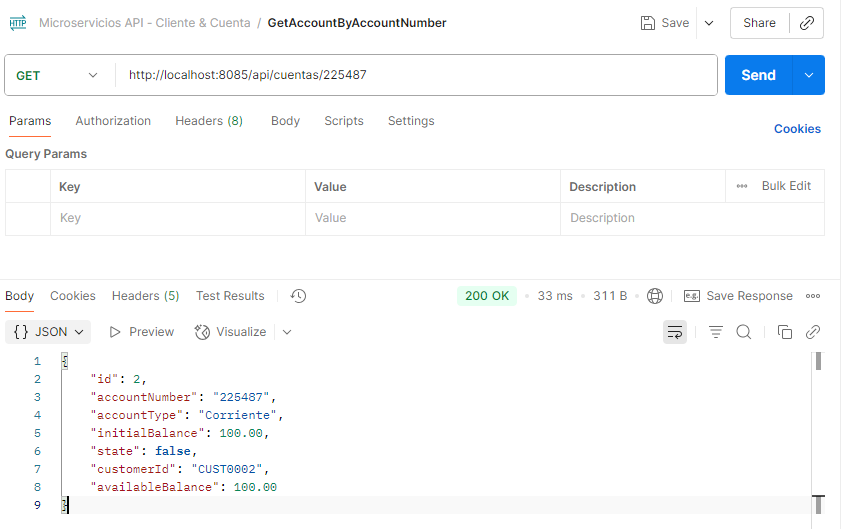 HTTP Microservicios API - Cliente & Cuenta / GetAccountByAccountNumber Save Share
GET http://localhost:8085/api/cuentas/225487 Send
Params Authorization Headers (8) Body Scripts Settings Cookies
Query Params
Key Value Description Bulk Edit
Key Value Description
Body Cookies Headers (5) Test Results 200 OK 33 ms 311 B e.g. Save Response
{} JSON Preview Visualize
1 {
2 "id": 2,
3 "accountNumber": "225487",
4 "accountType": "Corriente",
5 "initialBalance": 100.00,
6 "state": false,
7 "customerId": "CUST0002",
8 "availableBalance": 100.00
9 }